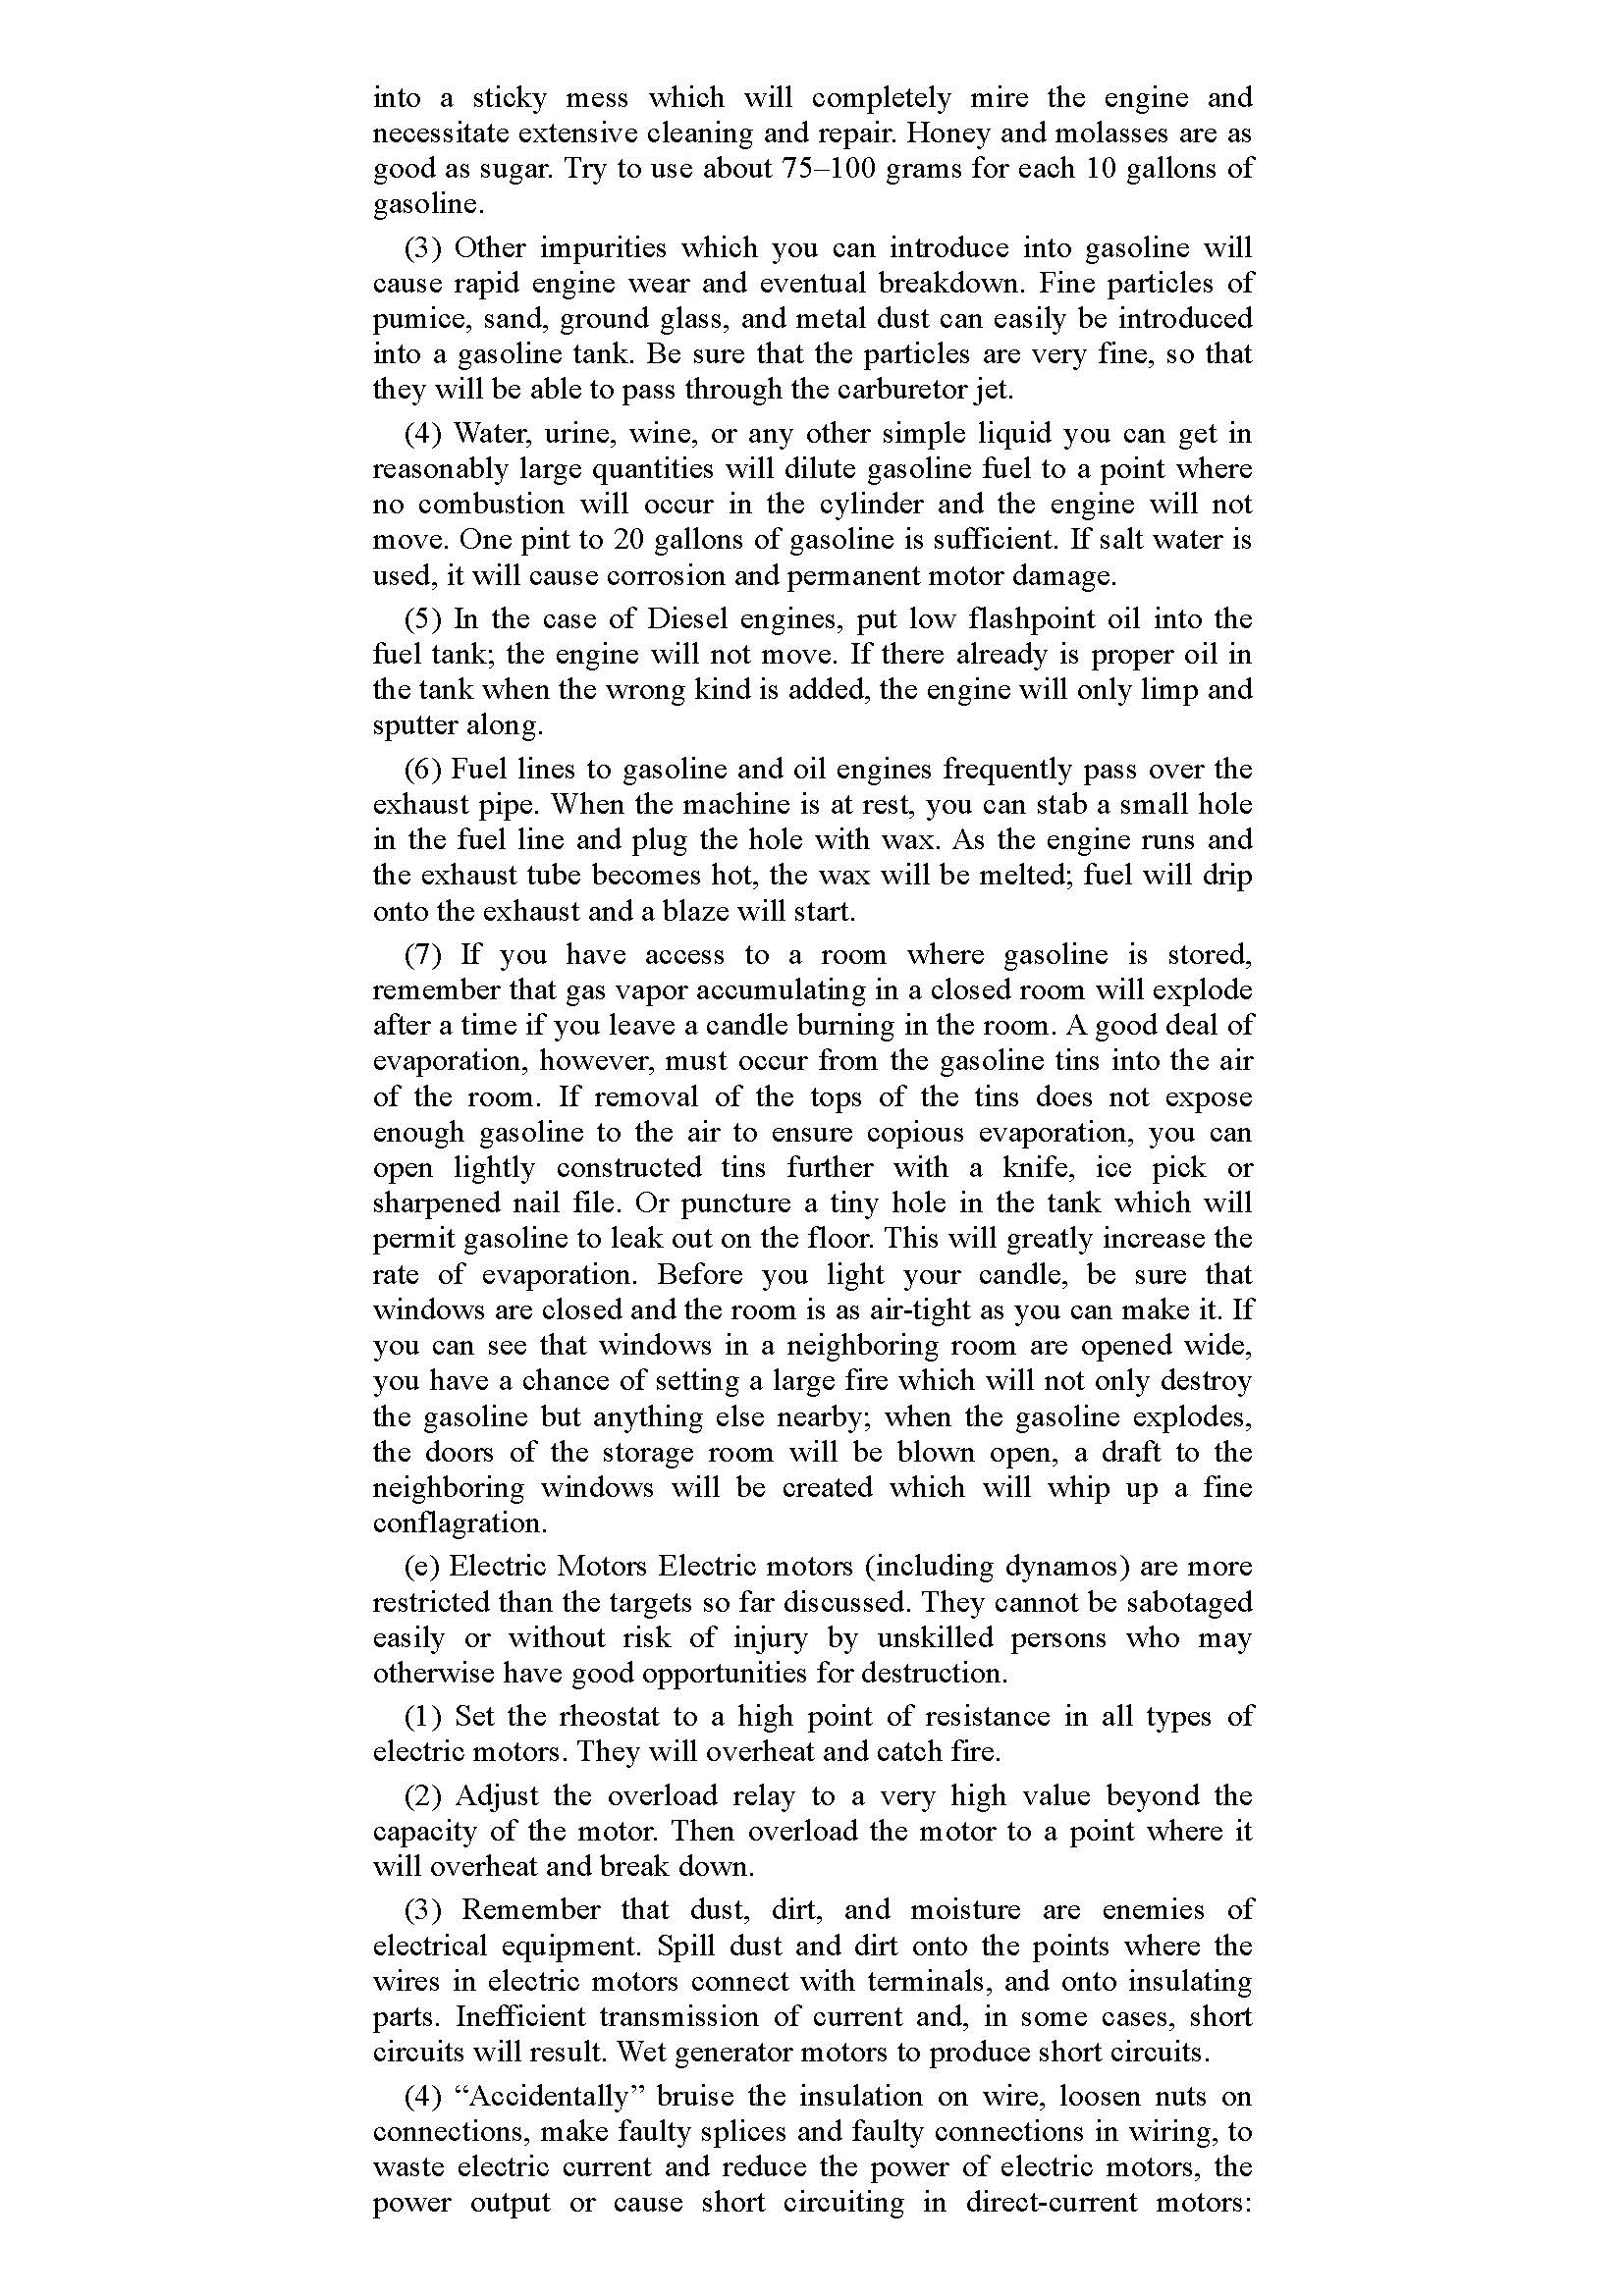 into a sticky mess which will completely mire the engine and
necessitate extensive cleaning and repair. Honey and molasses are as
good as sugar. Try to use about 75–100 grams for each 10 gallons of
gasoline.
(3) Other impurities which you can introduce into gasoline will
cause rapid engine wear and eventual breakdown. Fine particles of
pumice, sand, ground glass, and metal dust can easily be introduced
into a gasoline tank. Be sure that the particles are very fine, so that
they will be able to pass through the carburetor jet.
(4) Water, urine, wine, or any other simple liquid you can get in
reasonably large quantities will dilute gasoline fuel to a point where
no combustion will occur in the cylinder and the engine will not
move. One pint to 20 gallons of gasoline is sufficient. If salt water is
used, it will cause corrosion and permanent motor damage.
(5) In the case of Diesel engines, put low flashpoint oil into the
fuel tank; the engine will not move. If there already is proper oil in
the tank when the wrong kind is added, the engine will only limp and
sputter along.
(6) Fuel lines to gasoline and oil engines frequently pass over the
exhaust pipe. When the machine is at rest, you can stab a small hole
in the fuel line and plug the hole with wax. As the engine runs and
the exhaust tube becomes hot, the wax will be melted; fuel will drip
onto the exhaust and a blaze will start.
(7) If you have access to a room where gasoline is stored,
remember that gas vapor accumulating in a closed room will explode
after a time if you leave a candle burning in the room. A good deal of
evaporation, however, must occur from the gasoline tins into the air
of the room. If removal of the tops of the tins does not expose
enough gasoline to the air to ensure copious evaporation, you can
open lightly constructed tins further with a knife, ice pick or
sharpened nail file. Or puncture a tiny hole in the tank which will
permit gasoline to leak out on the floor. This will greatly increase the
rate of evaporation. Before you light your candle, be sure that
windows are closed and the room is as air-tight as you can make it. If
you can see that windows in a neighboring room are opened wide,
you have a chance of setting a large fire which will not only destroy
the gasoline but anything else nearby; when the gasoline explodes,
the doors of the storage room will be blown open, a draft to the
neighboring windows will be created which will whip up a fine
conflagration.
(e) Electric Motors Electric motors (including dynamos) are more
restricted than the targets so far discussed. They cannot be sabotaged
easily or without risk of injury by unskilled persons who may
otherwise have good opportunities for destruction.
(1) Set the rheostat to a high point of resistance in all types of
electric motors. They will overheat and catch fire.
(2) Adjust the overload relay to a very high value beyond the
capacity of the motor. Then overload the motor to a point where it
will overheat and break down.
(3) Remember that dust, dirt, and moisture are enemies of
electrical equipment. Spill dust and dirt onto the points where the
wires in electric motors connect with terminals, and onto insulating
parts. Inefficient transmission of current and, in some cases, short
circuits will result. Wet generator motors to produce short circuits.
(4) “Accidentally” bruise the insulation on wire, loosen nuts on
connections, make faulty splices and faulty connections in wiring, to
waste electric current and reduce the power of electric motors, the
power output or cause short circuiting in direct-current motors: